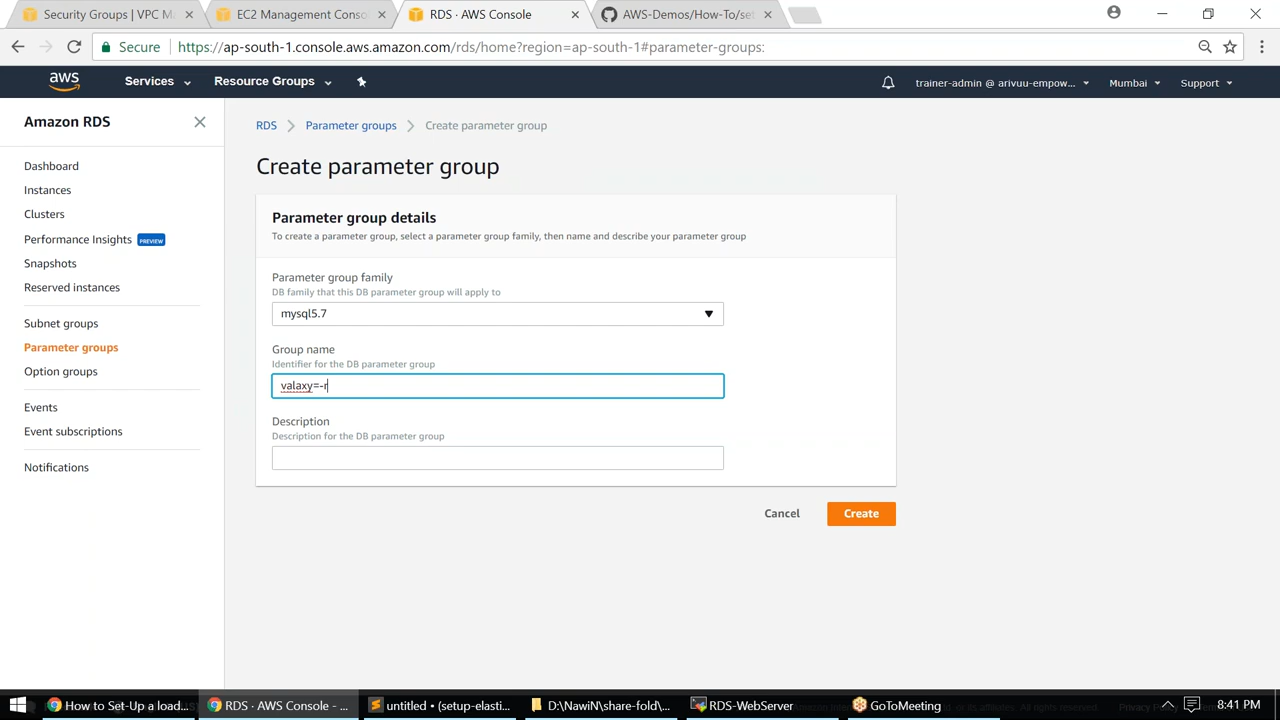 Security Groups | VPC M
EC2 Management Conso
RDS · AWS Console
AWS-Demos/How-To/set
Secure
https://ap-south-1.console.aws.amazon.com/rds/home?region=ap-south-1#parameter-groups:
aws
Services
Resource Groups
trainer-admin @ arivuu-empow...
Mumbai
Support
Amazon RDS
Dashboard
Instances
Clusters
Performance Insights PREVIEW
Snapshots
Reserved instances
Subnet groups
Parameter groups
Option groups
Events
Event subscriptions
Notifications
RDS
Parameter groups
Create parameter group
Create parameter group
Parameter group details
To create a parameter group, select a parameter group family, then name and describe your parameter group
Parameter group family
DB family that this DB parameter group will apply to
mysql5.7
Group name
Identifier for the DB parameter group
valaxy=-r
Description
Description for the DB parameter group
Cancel
Create
How to Set-Up a load...
RDS · AWS Console - ...
untitled • (setup-elasti...
D:\NawiN\share-fold\...
RDS-WebServer
GoToMeeting
8:41 PM